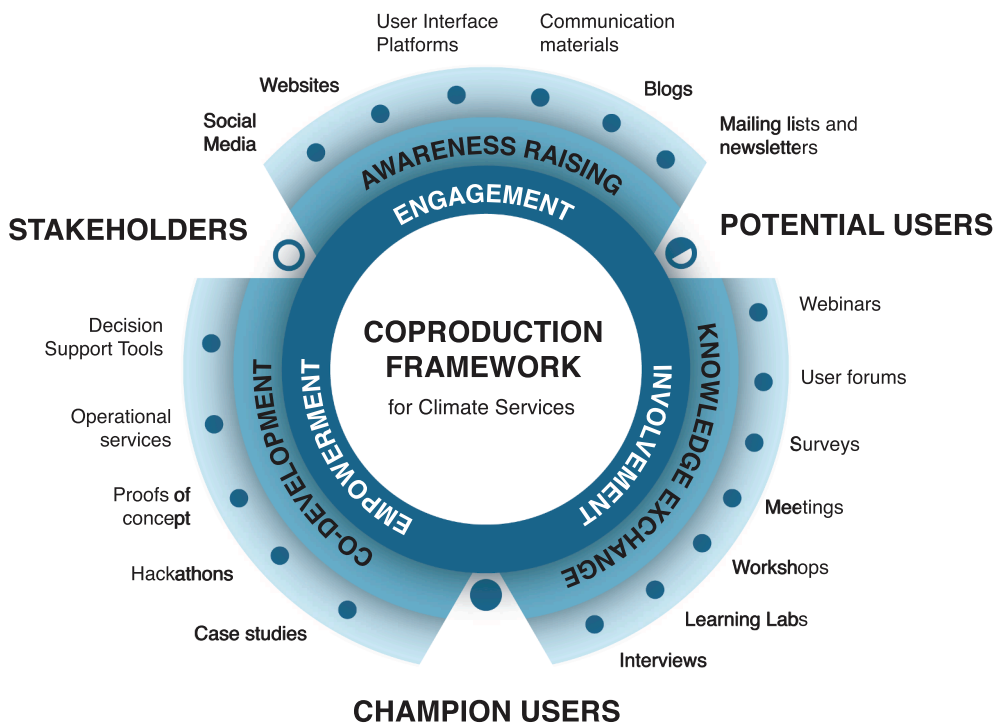 User Interface
Platforms
Communication
materials
Websites
Blogs
Social
Media
Mailing lists and
newsletters
AWARENESS RAISING
ENGAGEMENT
STAKEHOLDERS
POTENTIAL USERS
COPRODUCTION
FRAMEWORK
for Climate Services
Decision
Support Tools
Operational
services
Proofs of
concept
Hackathons
Case studies
CO-DEVELOPMENT
EMPOWERMENT
INVOLVEMENT
KNOWLEDGE EXCHANGE
Webinars
User forums
Surveys
Meetings
Workshops
Learning Labs
Interviews
CHAMPION USERS